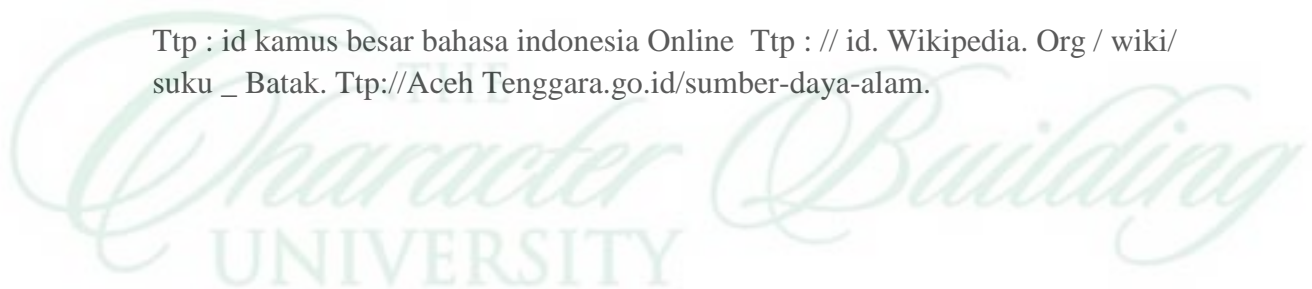 Ttp : id kamus besar bahasa indonesia Online  Ttp : // id. Wikipedia. Org / wiki/
suku _ Batak. Ttp://Aceh Tenggara.go.id/sumber-daya-alam.
THE
Character Building
UNIVERSITY